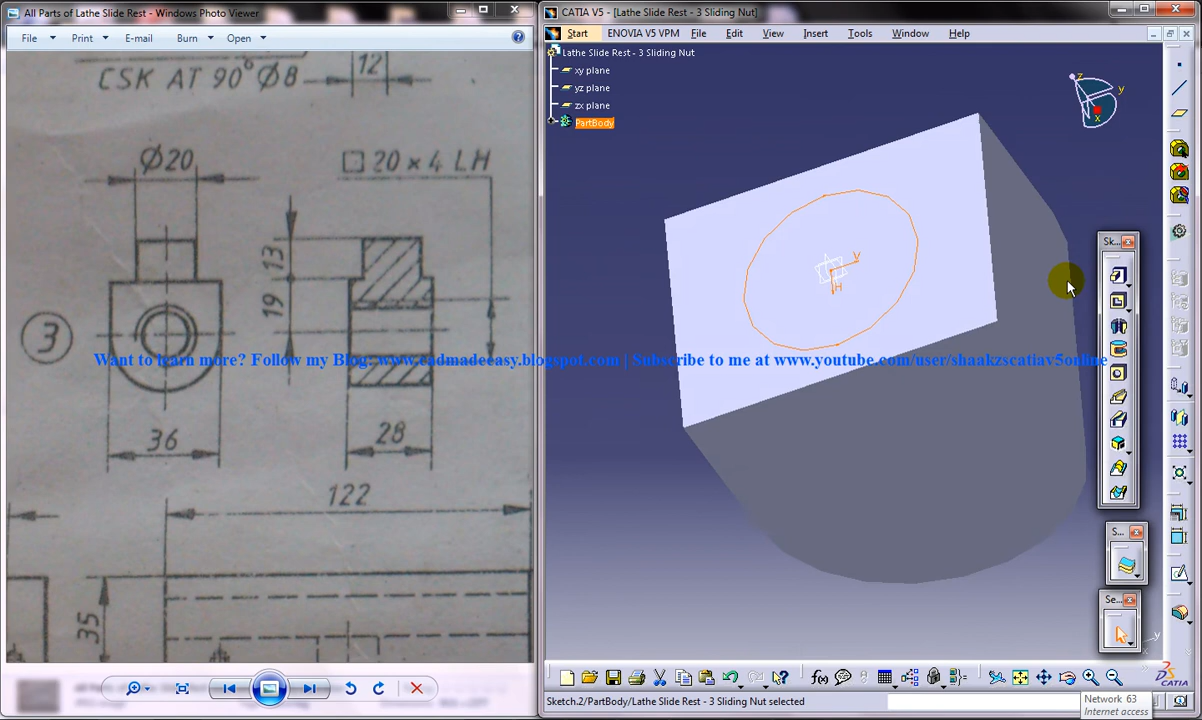 All Parts of Lathe Slide Rest - Windows Photo Viewer
File Print E-mail Burn Open
CSK AT 90° Ø8
12
Ø20
□ 20 × 4 LH
13
19
3
36
28
122
35
Want to learn more? Follow my Blog: www.cadmadeeasy.blogspot.com | Subscribe to me at www.youtube.com/user/shaakzscatiav5online
CATIA V5 - [Lathe Slide Rest - 3 Sliding Nut]
Start ENOVIA V5 VPM File Edit View Insert Tools Window Help
Lathe Slide Rest - 3 Sliding Nut
xy plane
yz plane
zx plane
PartBody
z
y
x
V
H
Sk...
S...
Se...
f(x)
CATIA
Sketch.2/PartBody/Lathe Slide Rest - 3 Sliding Nut selected
Network 63
Internet access